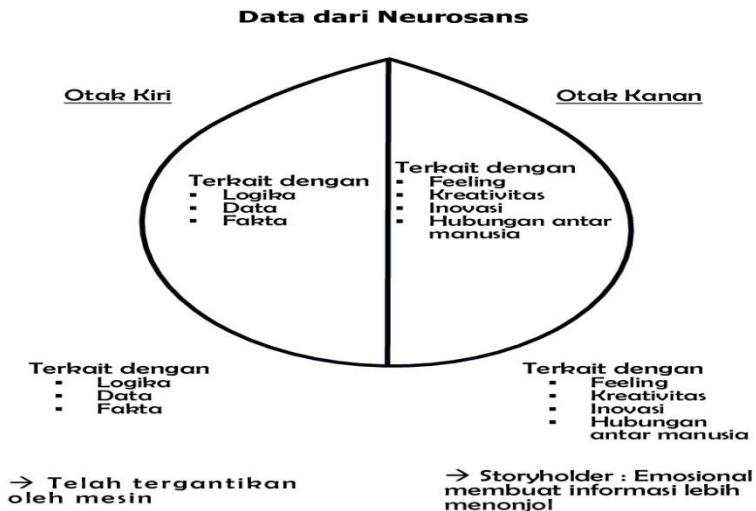 Data dari Neurosans
Otak Kiri
Otak Kanan
Terkait dengan
▪ Logika
▪ Data
▪ Fakta
Terkait dengan
▪ Feeling
▪ Kreativitas
▪ Inovasi
▪ Hubungan antar
manusia
Terkait dengan
▪ Logika
▪ Data
▪ Fakta
Terkait dengan
▪ Feeling
▪ Kreativitas
▪ Inovasi
▪ Hubungan
antar manusia
→ Telah tergantikan
oleh mesin
→ Storyholder : Emosional
membuat informasi lebih
menonjol